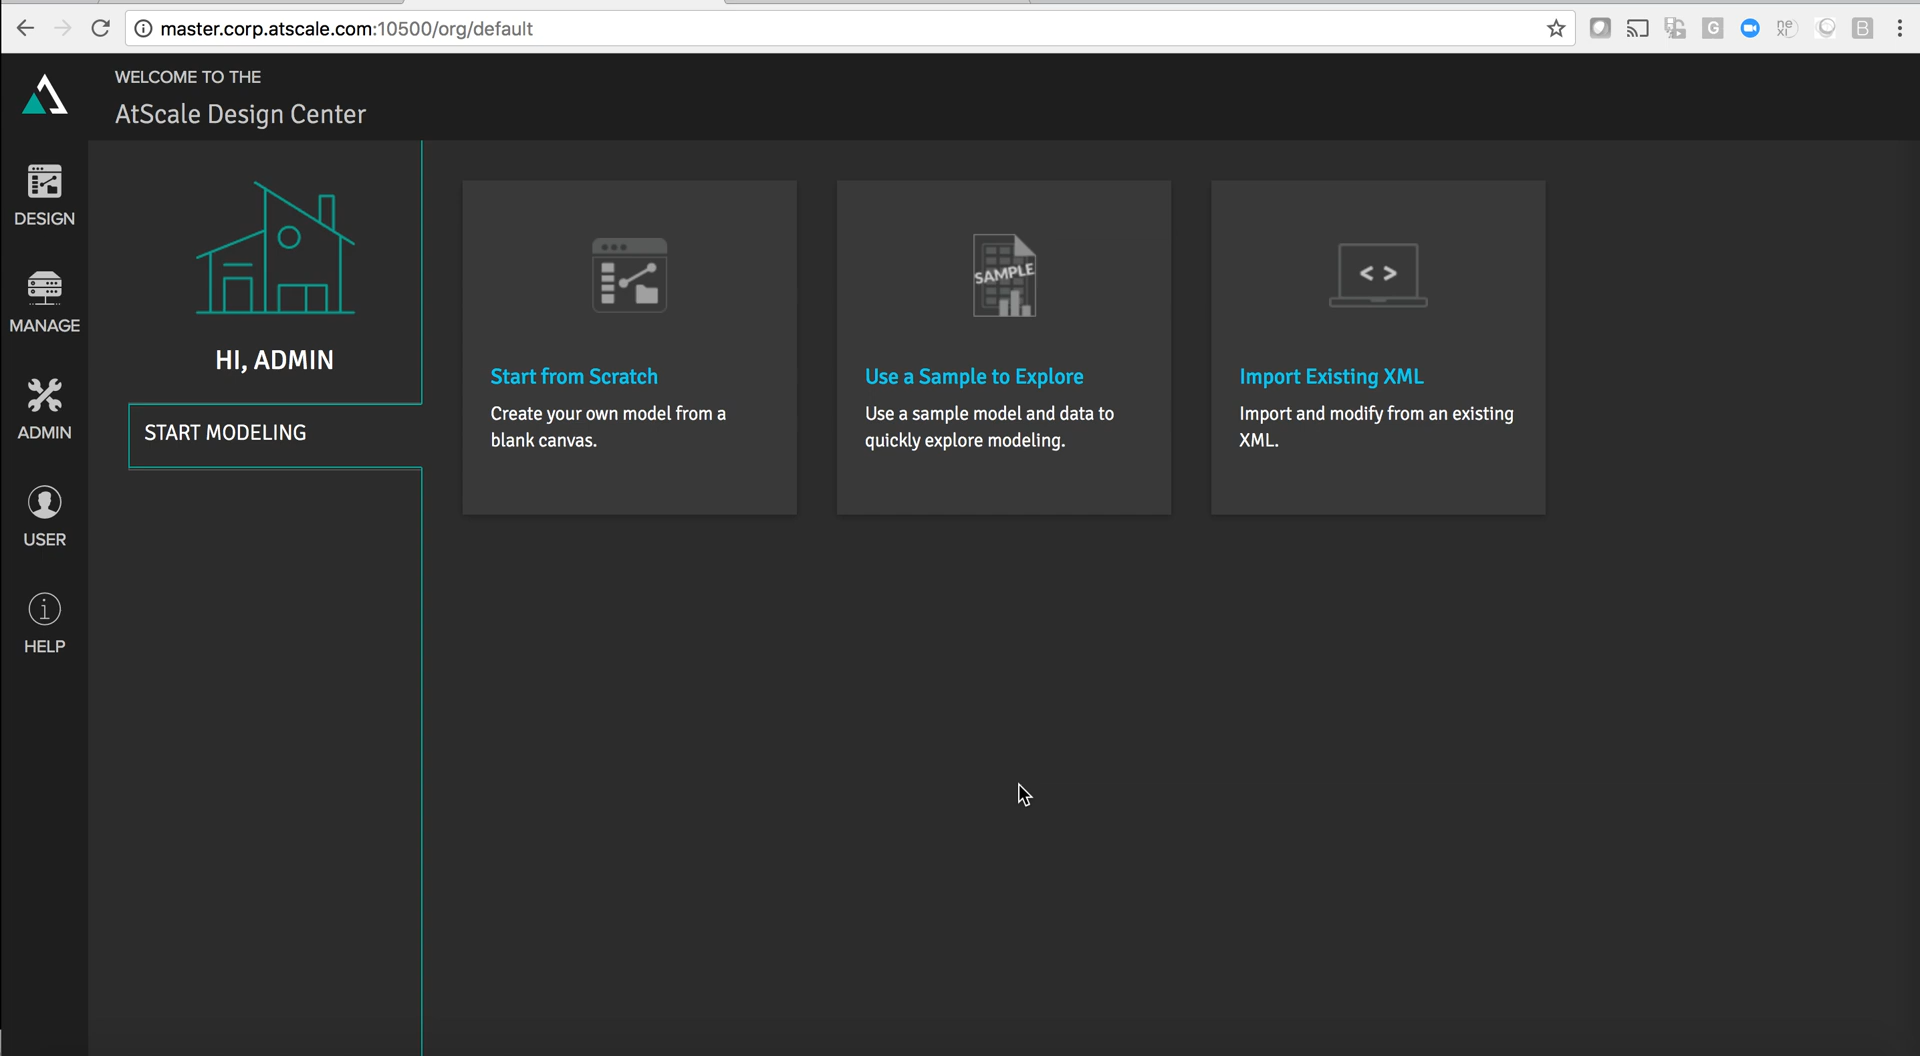 master.corp.atscale.com:10500/org/default
WELCOME TO THE
AtScale Design Center
DESIGN
MANAGE
ADMIN
USER
HELP
HI, ADMIN
START MODELING
SAMPLE
Start from Scratch
Create your own model from a
blank canvas.
Use a Sample to Explore
Use a sample model and data to
quickly explore modeling.
Import Existing XML
Import and modify from an existing
XML.
G
ne
xi
B